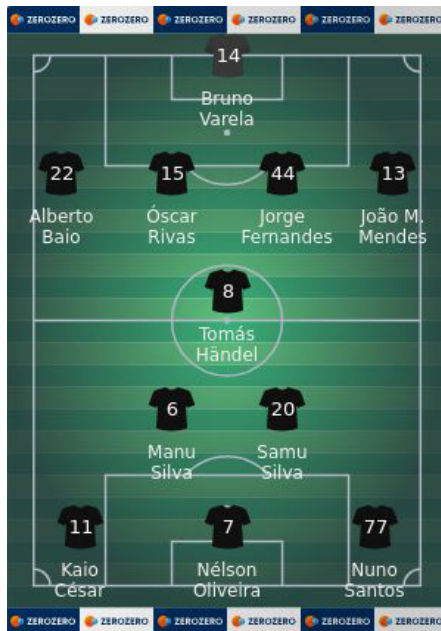 ZEROZERO ZEROZERO ZEROZERO ZEROZERO ZEROZERO ZEROZERO
14
Bruno
Varela
22 15 44 13
Alberto Óscar Jorge João M.
Baio Rivas Fernandes Mendes
8
Tomás
Händel
6 20
Manu Samu
Silva Silva
11 7 77
Kaio Nélson Nuno
César Oliveira Santos
ZEROZERO ZEROZERO ZEROZERO ZEROZERO ZEROZERO ZEROZERO